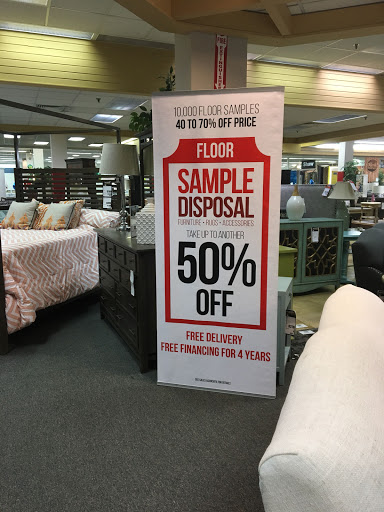 10,000 FLOOR SAMPLES
40 TO 70% OFF PRICE
FLOOR
SAMPLE
DISPOSAL
FURNITURE • RUGS • ACCESSORIES
TAKE UP TO ANOTHER
50%
OFF
FREE DELIVERY
FREE FINANCING FOR 4 YEARS